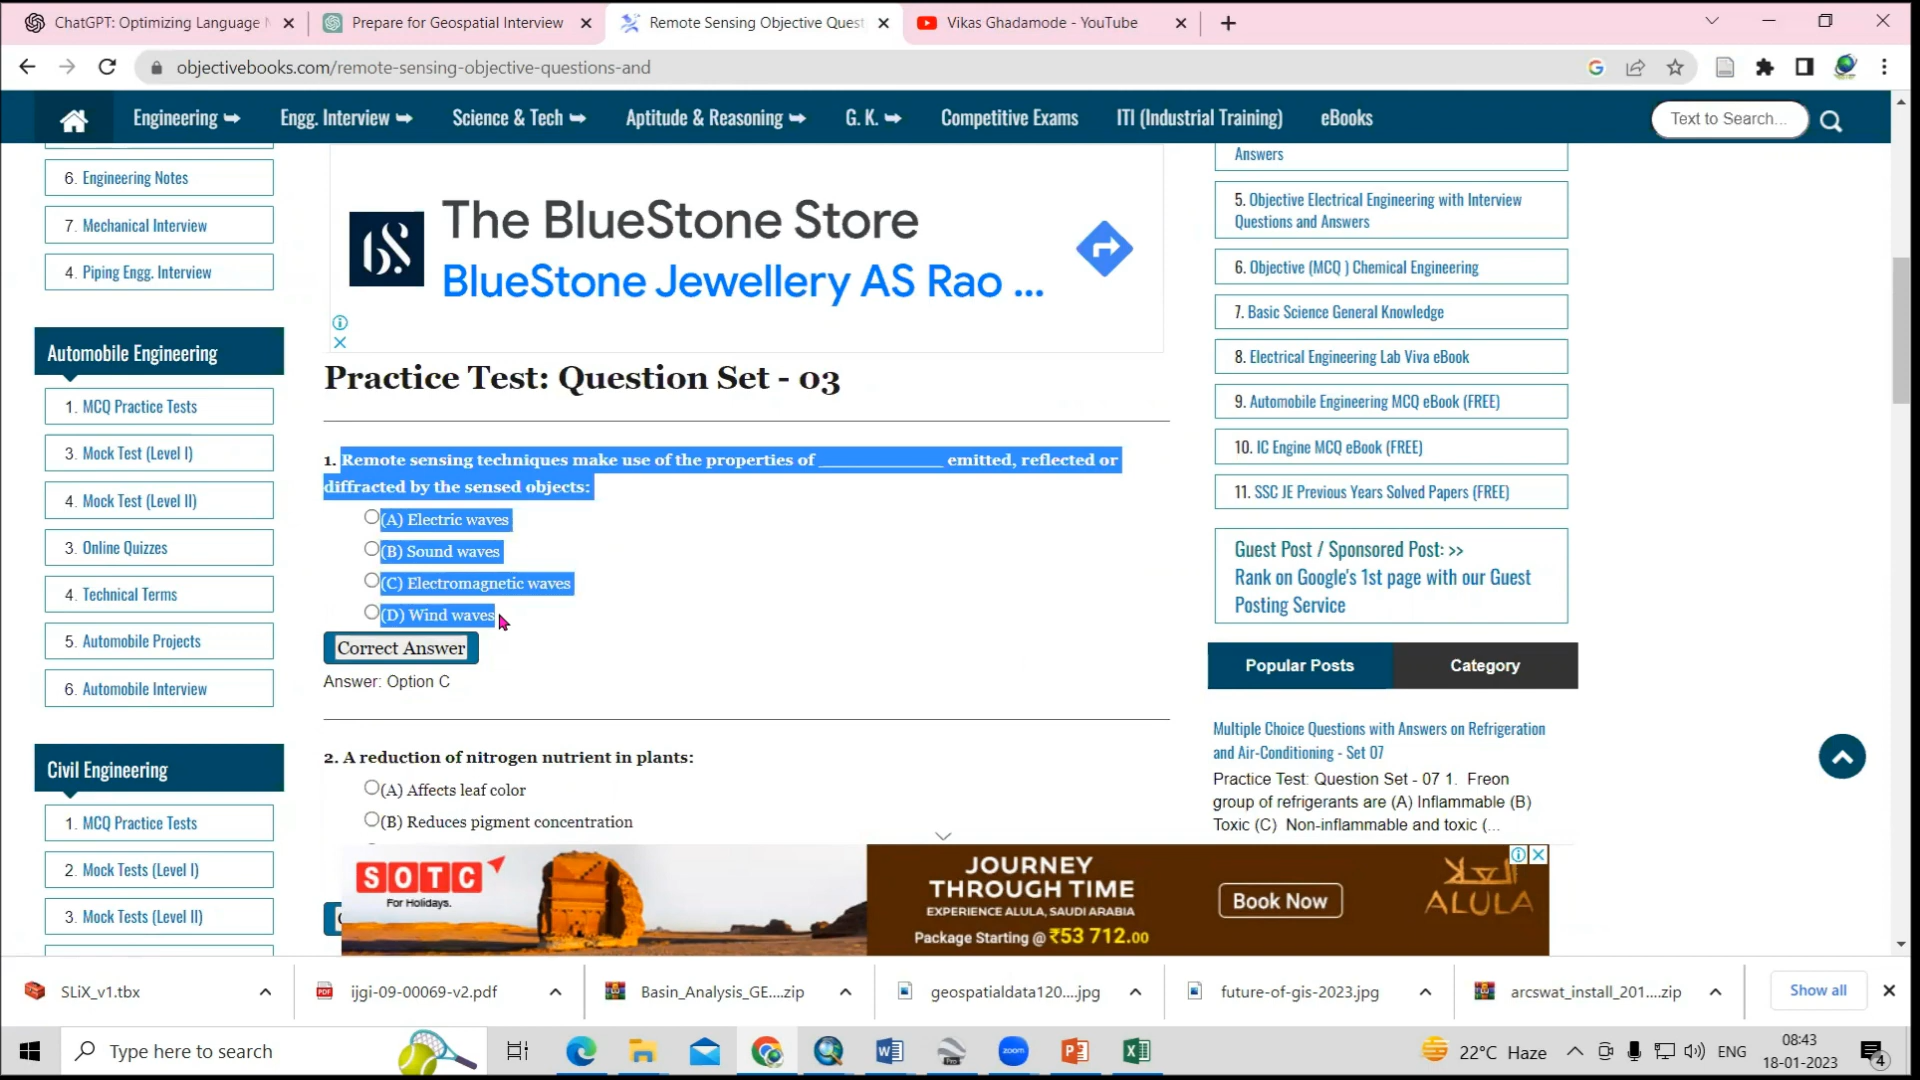 ChatGPT: Optimizing Language
Prepare for Geospatial Interview
Remote Sensing Objective Quest
Vikas Ghadamode - YouTube
objectivebooks.com/remote-sensing-objective-questions-and
Engineering ➥
Engg. Interview ➥
Science & Tech ➥
Aptitude & Reasoning ➥
G. K. ➥
Competitive Exams
ITI (Industrial Training)
eBooks
Text to Search...
6. Engineering Notes
7. Mechanical Interview
4. Piping Engg. Interview
Automobile Engineering
1. MCQ Practice Tests
3. Mock Test (Level I)
4. Mock Test (Level II)
3. Online Quizzes
4. Technical Terms
5. Automobile Projects
6. Automobile Interview
Civil Engineering
1. MCQ Practice Tests
2. Mock Tests (Level I)
3. Mock Tests (Level II)
The BlueStone Store
BlueStone Jewellery AS Rao ...
Practice Test: Question Set - 03
1. Remote sensing techniques make use of the properties of ______________ emitted, reflected or
diffracted by the sensed objects:
(A) Electric waves
(B) Sound waves
(C) Electromagnetic waves
(D) Wind waves
Correct Answer
Answer: Option C
2. A reduction of nitrogen nutrient in plants:
(A) Affects leaf color
(B) Reduces pigment concentration
Answers
5. Objective Electrical Engineering with Interview
Questions and Answers
6. Objective (MCQ ) Chemical Engineering
7. Basic Science General Knowledge
8. Electrical Engineering Lab Viva eBook
9. Automobile Engineering MCQ eBook (FREE)
10. IC Engine MCQ eBook (FREE)
11. SSC JE Previous Years Solved Papers (FREE)
Guest Post / Sponsored Post: >>
Rank on Google's 1st page with our Guest
Posting Service
Popular Posts
Category
Multiple Choice Questions with Answers on Refrigeration
and Air-Conditioning - Set 07
Practice Test: Question Set - 07 1. Freon
group of refrigerants are (A) Inflammable (B)
Toxic (C) Non-inflammable and toxic (...
SOTC
For Holidays.
JOURNEY
THROUGH TIME
EXPERIENCE ALULA, SAUDI ARABIA
Package Starting @ ₹53 712.00
Book Now
العلا
ALULA
SLiX_v1.tbx
ijgi-09-00069-v2.pdf
Basin_Analysis_GE....zip
geospatialdata120....jpg
future-of-gis-2023.jpg
arcswat_install_201....zip
Show all
Type here to search
zoom
22°C Haze
ENG
08:43
18-01-2023
4